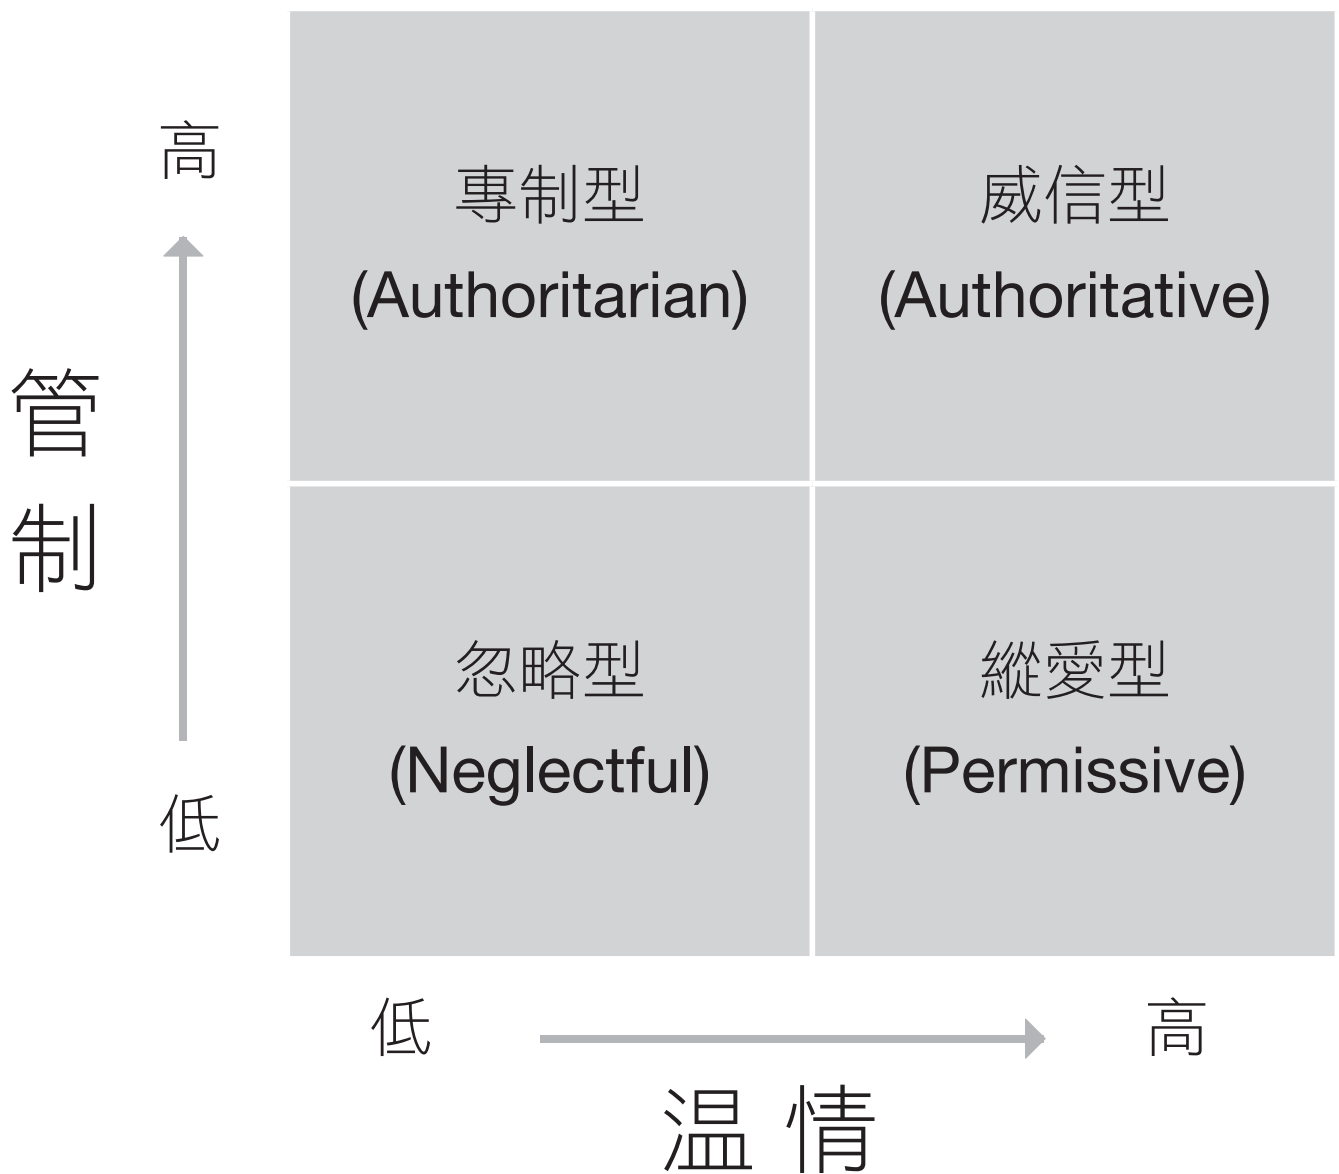 高
專制型
(Authoritarian)
威信型
(Authoritative)
管
制
忽略型
(Neglectful)
縱愛型
(Permissive)
低
低
高
温情